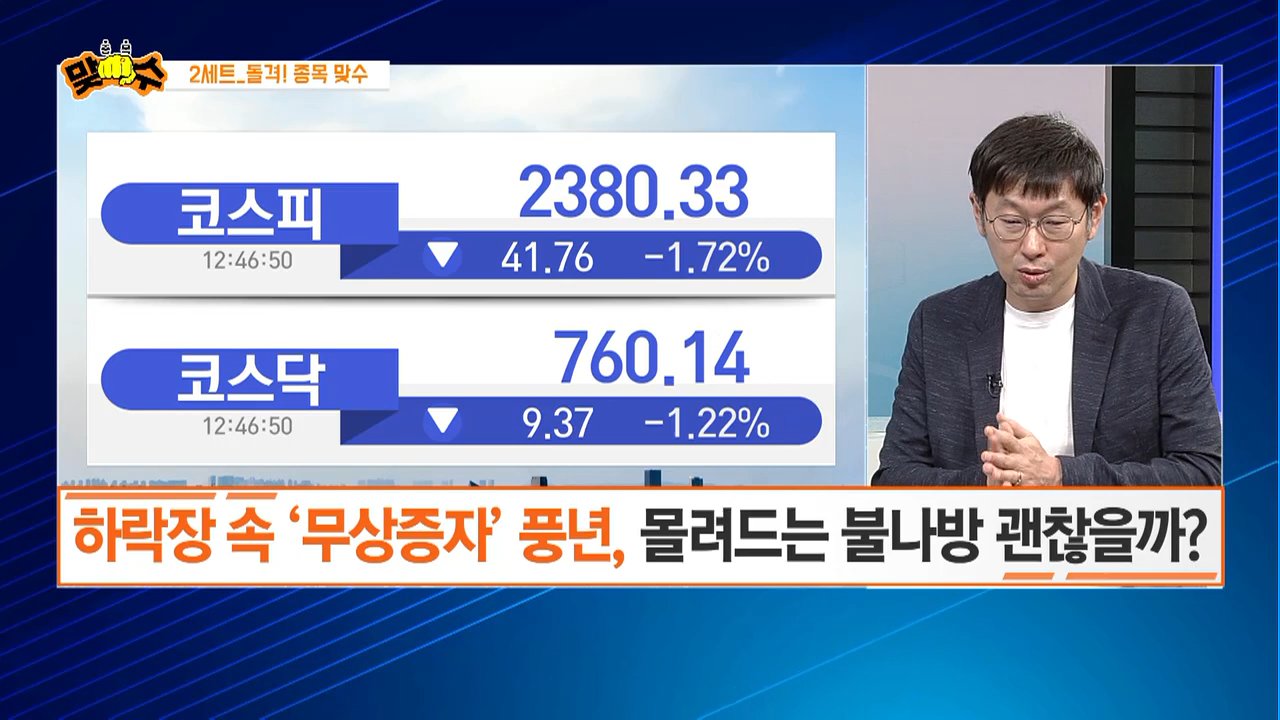 종목
맞수
2세트_돌격! 종목 맞수
코스피
2380.33
12:46:50
▼ 41.76 -1.72%
코스닥
760.14
12:46:50
▼ 9.37 -1.22%
하락장 속 ‘무상증자’ 풍년, 몰려드는 불나방 괜찮을까?